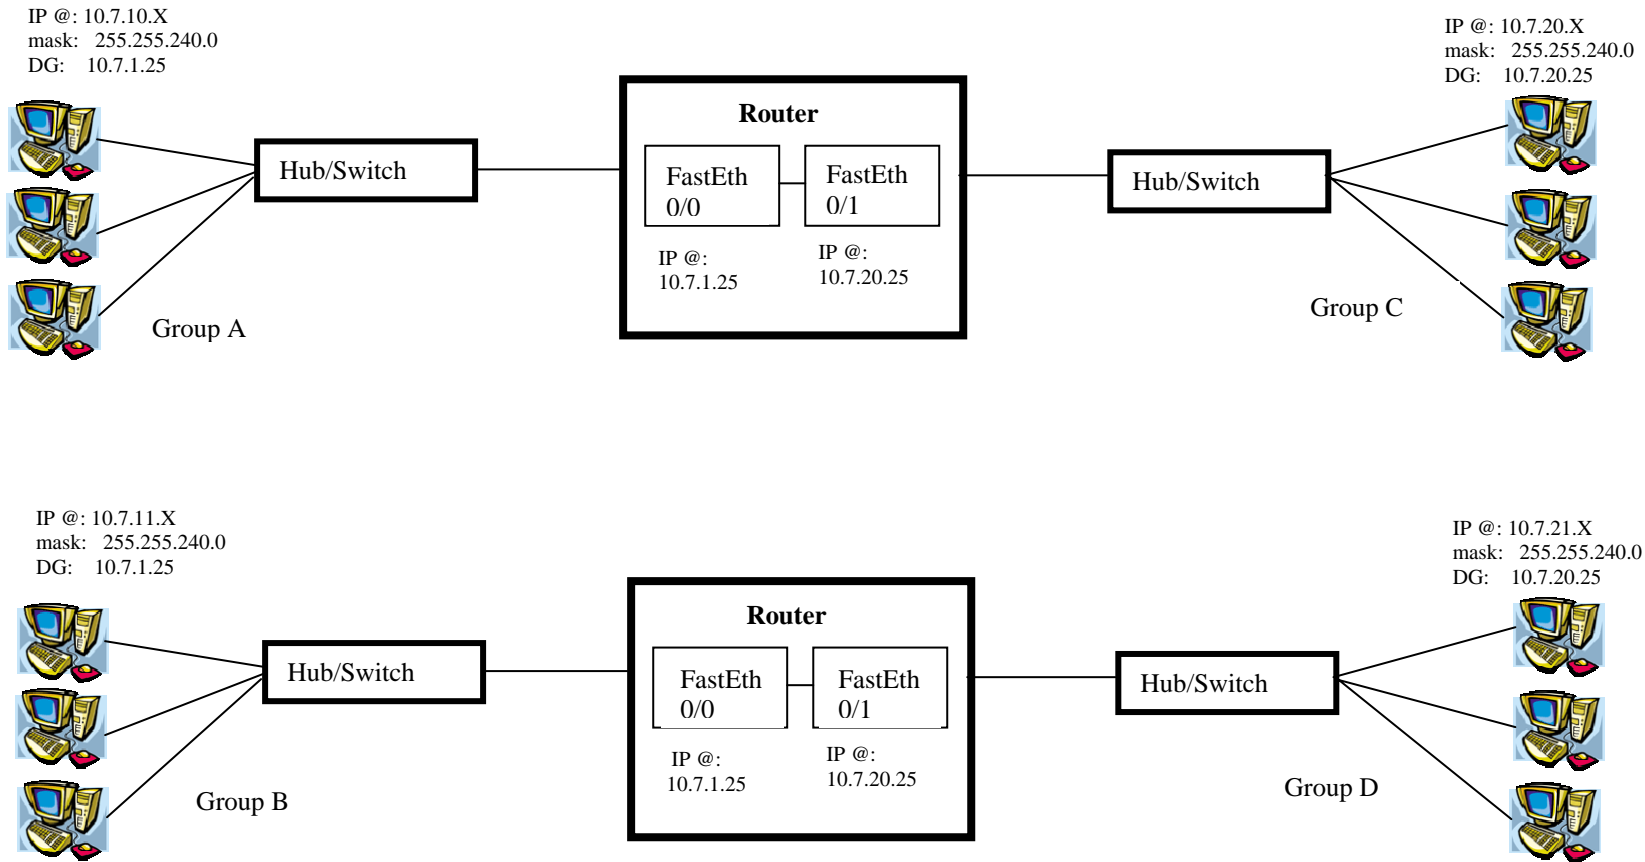 IP @: 10.7.10.X
mask: 255.255.240.0
DG: 10.7.1.25
IP @: 10.7.20.X
mask: 255.255.240.0
DG: 10.7.20.25
Router
Hub/Switch
FastEth
0/0
FastEth
0/1
Hub/Switch
IP @:
10.7.1.25
IP @:
10.7.20.25
Group A
Group C
IP @: 10.7.11.X
mask: 255.255.240.0
DG: 10.7.1.25
IP @: 10.7.21.X
mask: 255.255.240.0
DG: 10.7.20.25
Router
Hub/Switch
FastEth
0/0
FastEth
0/1
Hub/Switch
IP @:
10.7.1.25
IP @:
10.7.20.25
Group B
Group D